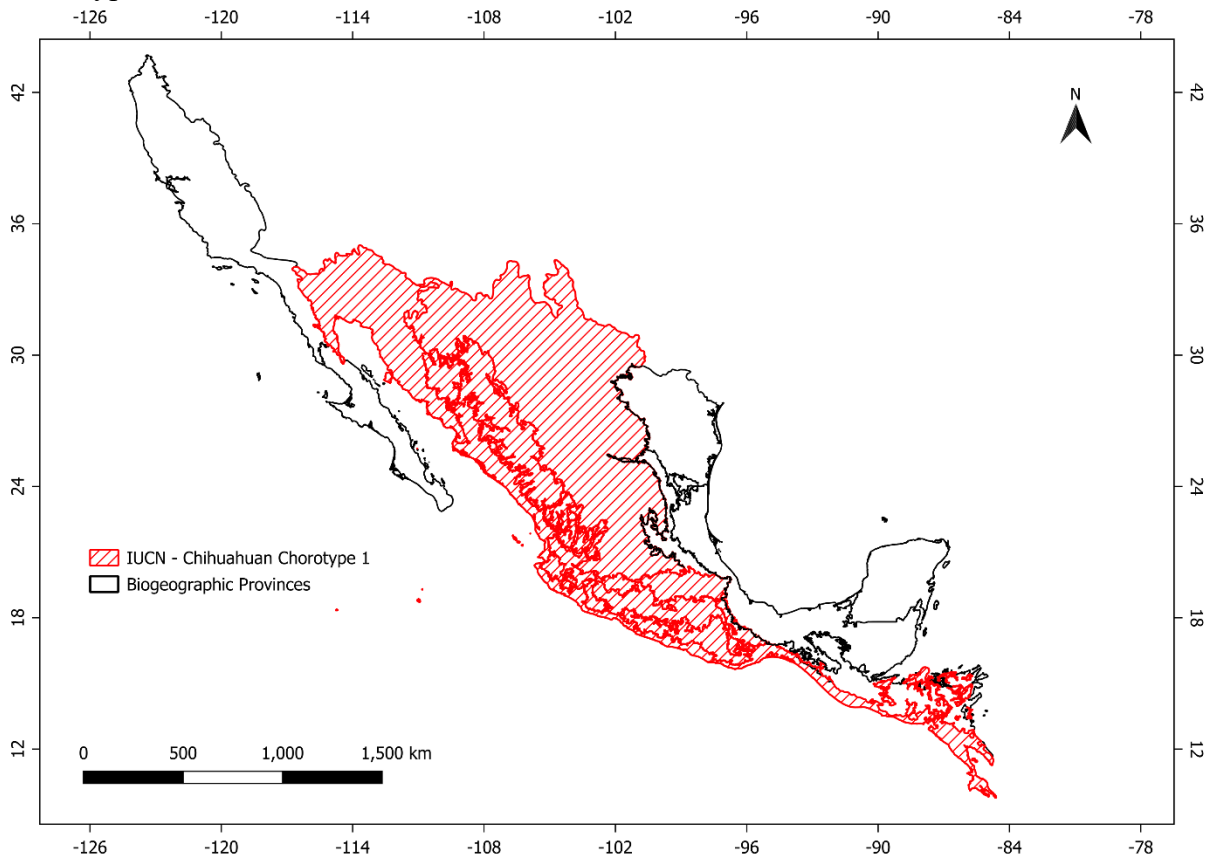 -126 -120 -114 -108 -102 -96 -90 -84 -78
42 42
N
36 36
30 30
24 24
IUCN - Chihuahuan Chorotype 1
Biogeographic Provinces
18 18
12 12
0 500 1,000 1,500 km
-126 -120 -114 -108 -102 -96 -90 -84 -78